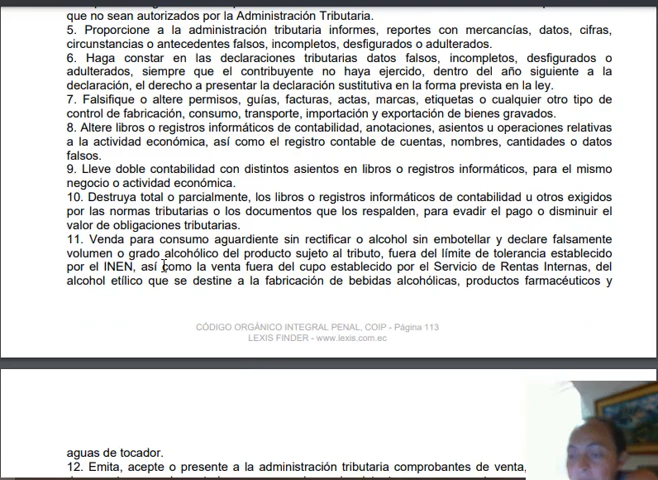 que no sean autorizados por la Administración Tributaria.
5. Proporcione a la administración tributaria informes, reportes con mercancías, datos, cifras,
circunstancias o antecedentes falsos, incompletos, desfigurados o adulterados.
6. Haga constar en las declaraciones tributarias datos falsos, incompletos, desfigurados o
adulterados, siempre que el contribuyente no haya ejercido, dentro del año siguiente a la
declaración, el derecho a presentar la declaración sustitutiva en la forma prevista en la ley.
7. Falsifique o altere permisos, guías, facturas, actas, marcas, etiquetas o cualquier otro tipo de
control de fabricación, consumo, transporte, importación y exportación de bienes gravados.
8. Altere libros o registros informáticos de contabilidad, anotaciones, asientos u operaciones relativas
a la actividad económica, así como el registro contable de cuentas, nombres, cantidades o datos
falsos.
9. Lleve doble contabilidad con distintos asientos en libros o registros informáticos, para el mismo
negocio o actividad económica.
10. Destruya total o parcialmente, los libros o registros informáticos de contabilidad u otros exigidos
por las normas tributarias o los documentos que los respalden, para evadir el pago o disminuir el
valor de obligaciones tributarias.
11. Venda para consumo aguardiente sin rectificar o alcohol sin embotellar y declare falsamente
volumen o grado alcohólico del producto sujeto al tributo, fuera del límite de tolerancia establecido
por el INEN, así como la venta fuera del cupo establecido por el Servicio de Rentas Internas, del
alcohol etílico que se destine a la fabricación de bebidas alcohólicas, productos farmacéuticos y
CÓDIGO ORGÁNICO INTEGRAL PENAL, COIP - Página 113
LEXIS FINDER - www.lexis.com.ec
aguas de tocador.
12. Emita, acepte o presente a la administración tributaria comprobantes de venta,